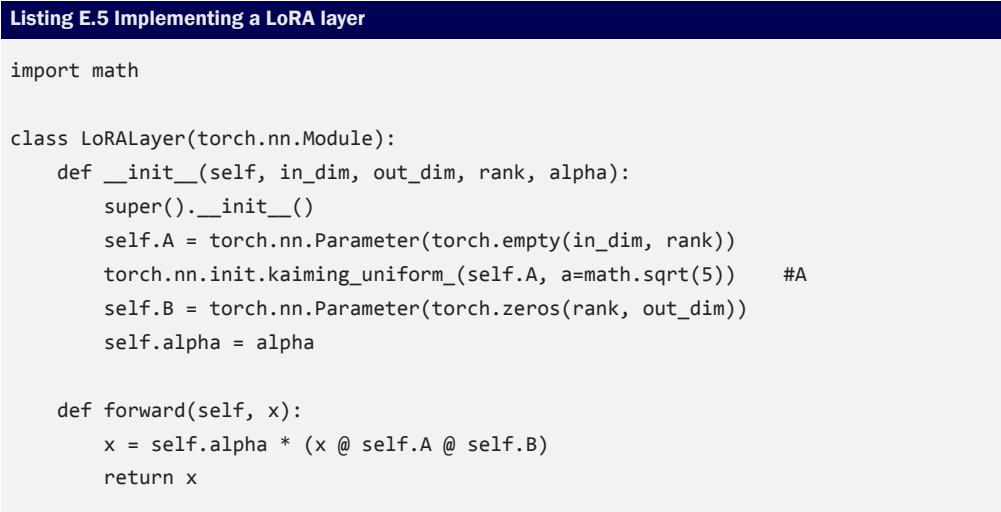 Listing E.5 Implementing a LoRA layer
import math
class LoRALayer(torch.nn.Module):
    def __init__(self, in_dim, out_dim, rank, alpha):
        super().__init__()
        self.A = torch.nn.Parameter(torch.empty(in_dim, rank))
        torch.nn.init.kaiming_uniform_(self.A, a=math.sqrt(5))    #A
        self.B = torch.nn.Parameter(torch.zeros(rank, out_dim))
        self.alpha = alpha
    def forward(self, x):
        x = self.alpha * (x @ self.A @ self.B)
        return x